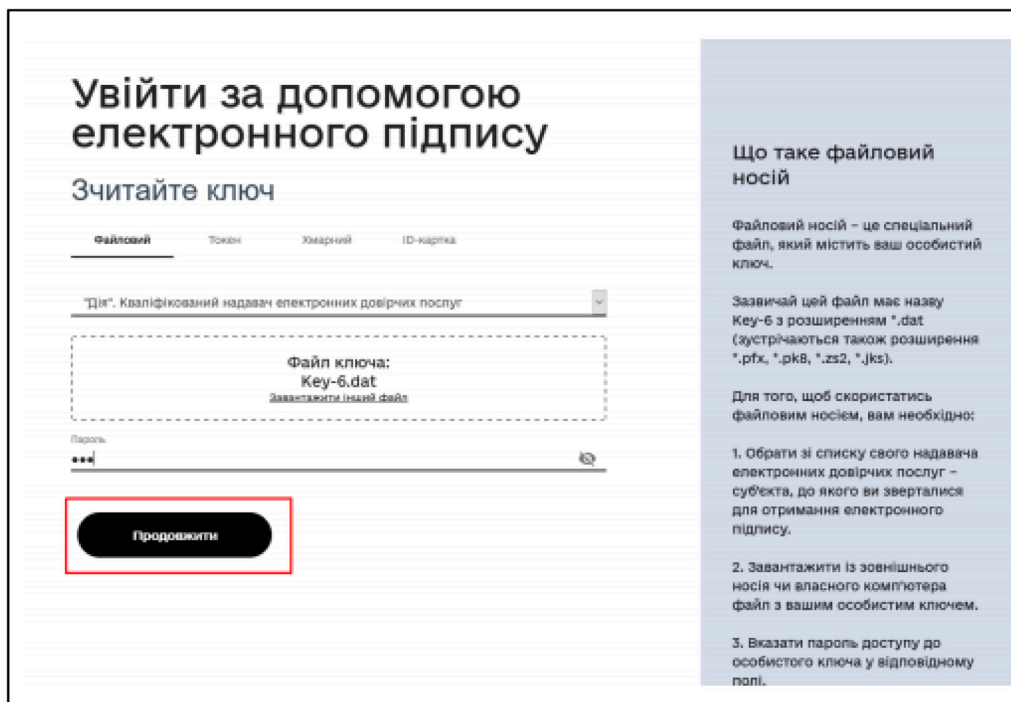 Увійти за допомогою
електронного підпису
Зчитайте ключ
Файловий Токен Хмарний ID-картка
"Дія". Кваліфікований надавач електронних довірчих послуг
Файл ключа:
Key-6.dat
Завантажити інший файл
Пароль
•••
Продовжити
Що таке файловий
носій
Файловий носій – це спеціальний
файл, який містить ваш особистий
ключ.
Зазвичай цей файл має назву
Key-6 з розширенням *.dat
(зустрічаються також розширення
*.pfx, *.pk8, *.zs2, *.jks).
Для того, щоб скористатись
файловим носієм, вам необхідно:
1. Обрати зі списку свого надавача
електронних довірчих послуг –
суб'єкта, до якого ви зверталися
для отримання електронного
підпису.
2. Завантажити із зовнішнього
носія чи власного комп'ютера
файл з вашим особистим ключем.
3. Вказати пароль доступу до
особистого ключа у відповідному
полі.